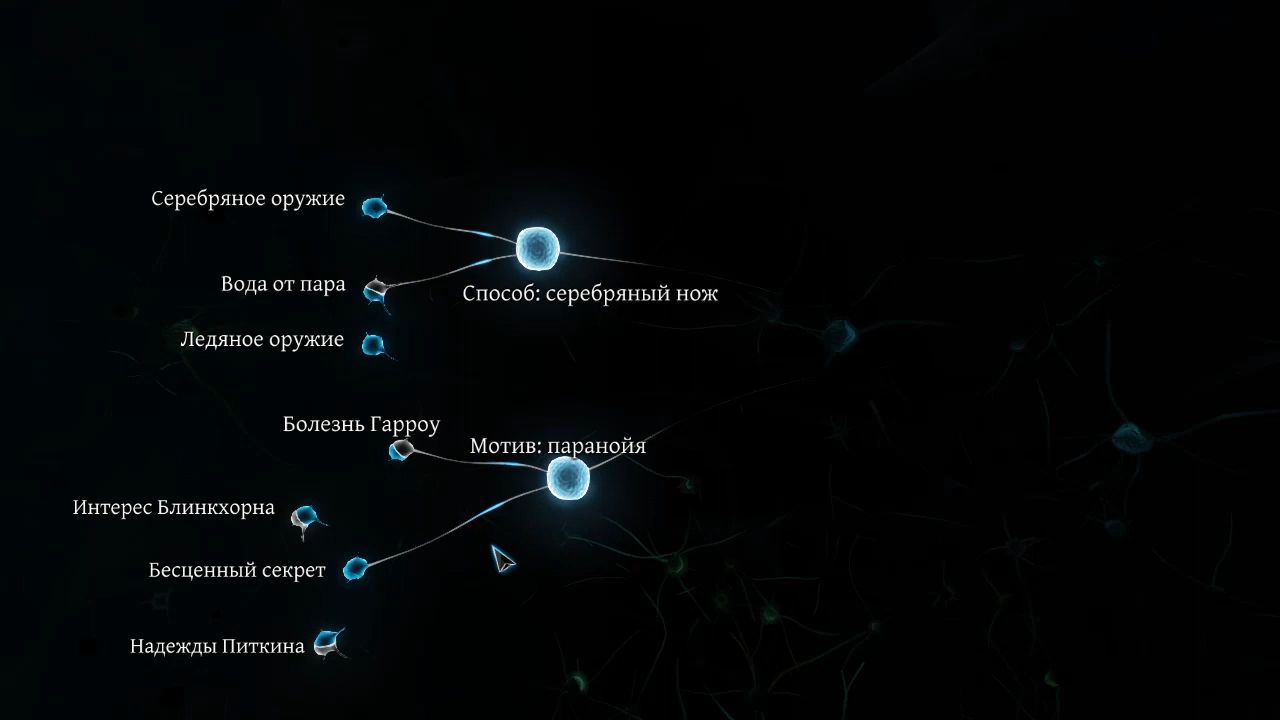 Серебряное оружие
Вода от пара
Способ: серебряный нож
Ледяное оружие
Болезнь Гарроу
Мотив: паранойя
Интерес Блинкхорна
Бесценный секрет
Надежды Питкина